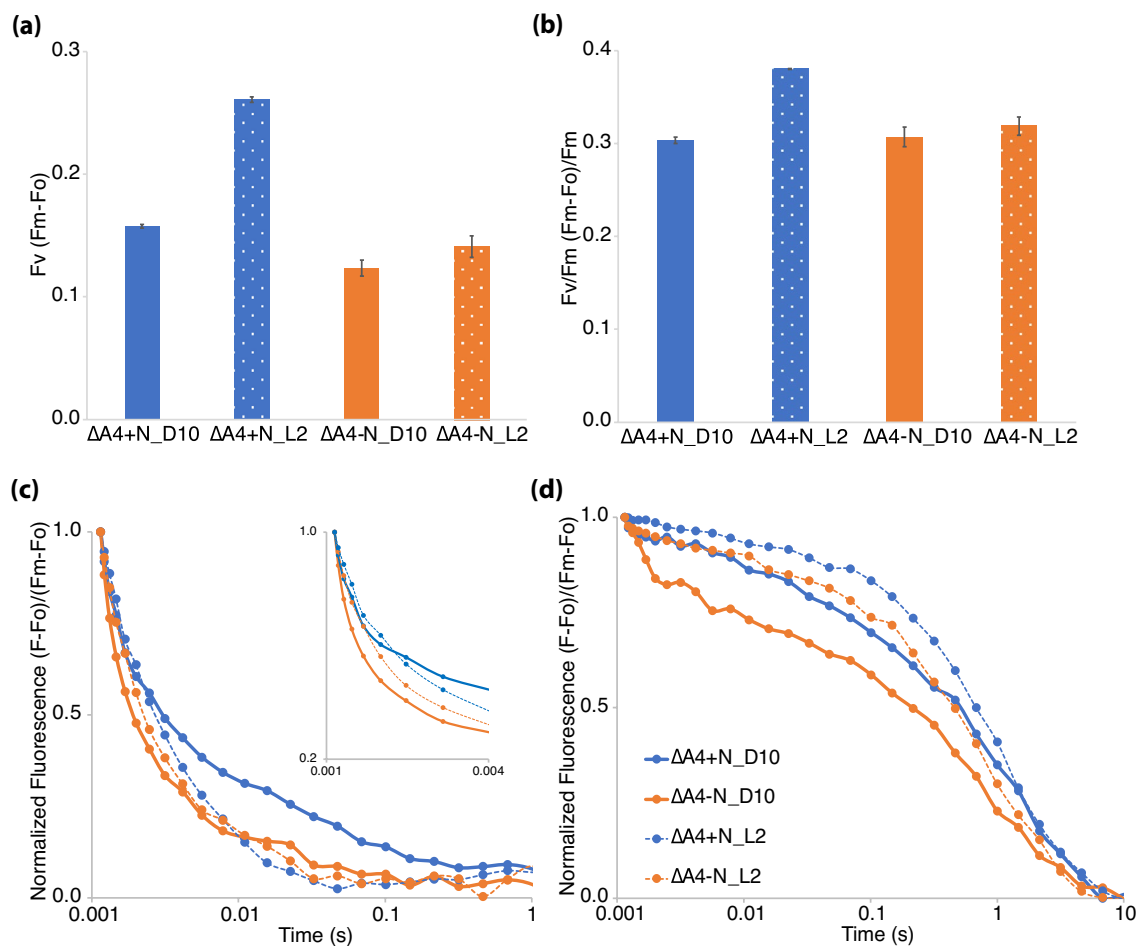 (a)
Fv (Fm-Fo)
0.3
0.2
0.1
0.0
ΔA4+N_D10 ΔA4+N_L2 ΔA4-N_D10 ΔA4-N_L2
(b)
Fv/Fm (Fm-Fo)/Fm
0.4
0.3
0.2
0.1
0.0
ΔA4+N_D10 ΔA4+N_L2 ΔA4-N_D10 ΔA4-N_L2
(c)
Normalized Fluorescence (F-Fo)/(Fm-Fo)
1.0
0.5
0.0
0.001 0.01 0.1 1
Time (s)
1.0
0.2
0.001 0.004
(d)
Normalized Fluorescence (F-Fo)/(Fm-Fo)
1.0
0.5
0.0
ΔA4+N_D10
ΔA4-N_D10
ΔA4+N_L2
ΔA4-N_L2
0.001 0.01 0.1 1 10
Time (s)